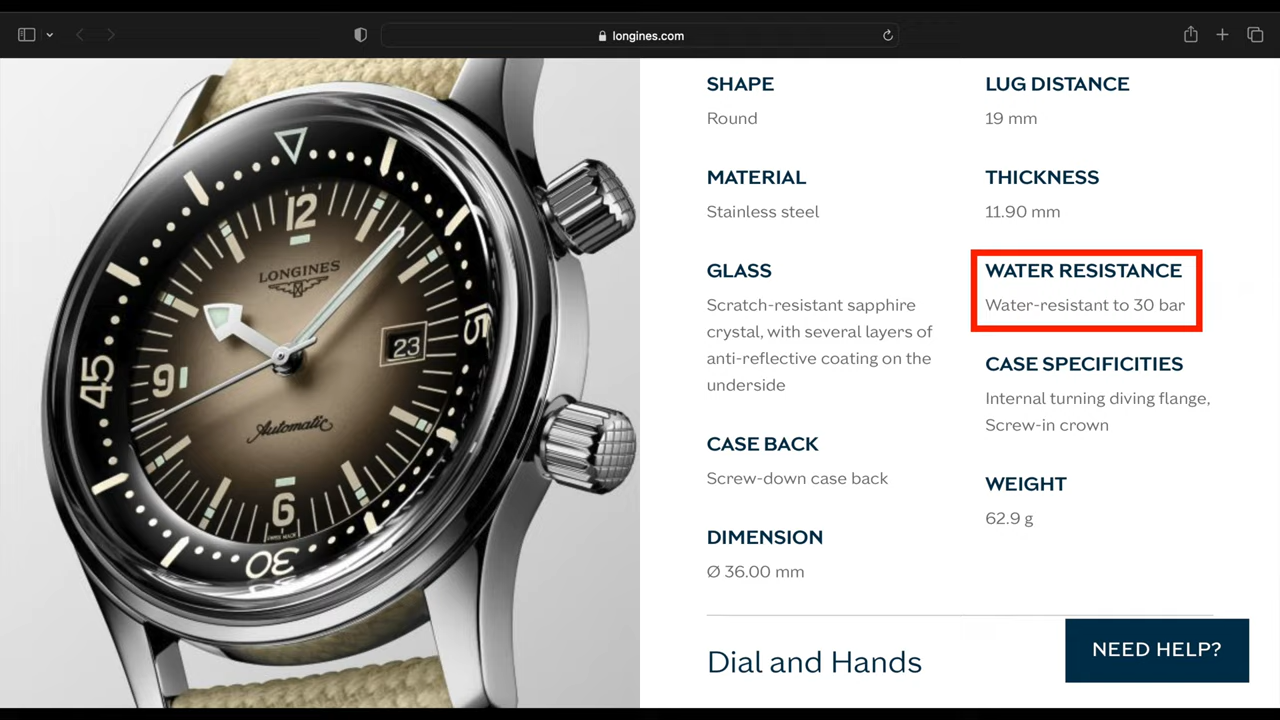 longines.com
12
LONGINES
15
23
45
9
Automatic
6
SWISS MADE
30
SHAPE
Round
MATERIAL
Stainless steel
GLASS
Scratch-resistant sapphire
crystal, with several layers of
anti-reflective coating on the
underside
CASE BACK
Screw-down case back
DIMENSION
Ø 36.00 mm
LUG DISTANCE
19 mm
THICKNESS
11.90 mm
WATER RESISTANCE
Water-resistant to 30 bar
CASE SPECIFICITIES
Internal turning diving flange,
Screw-in crown
WEIGHT
62.9 g
Dial and Hands
NEED HELP?